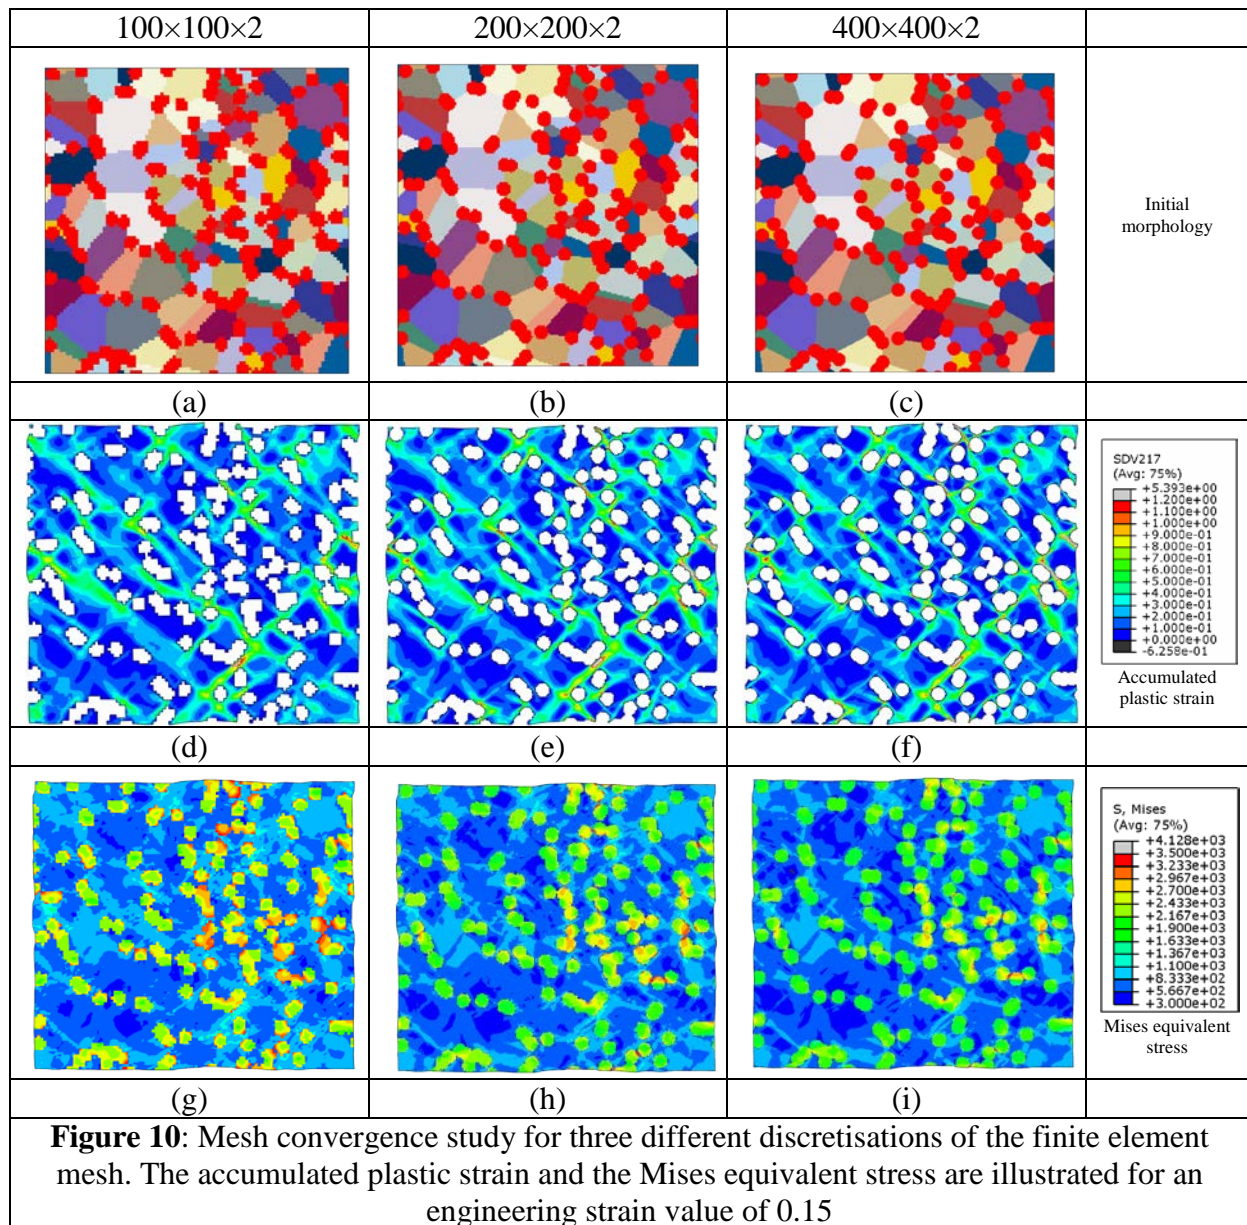 100×100×2
200×200×2
400×400×2
Initial
morphology
(a)
(b)
(c)
SDV217
(Avg: 75%)
+5.393e+00
+1.200e+00
+1.100e+00
+1.000e+00
+9.000e-01
+8.000e-01
+7.000e-01
+6.000e-01
+5.000e-01
+4.000e-01
+3.000e-01
+2.000e-01
+1.000e-01
+0.000e+00
-6.258e-01
Accumulated
plastic strain
(d)
(e)
(f)
S, Mises
(Avg: 75%)
+4.128e+03
+3.500e+03
+3.233e+03
+2.967e+03
+2.700e+03
+2.433e+03
+2.167e+03
+1.900e+03
+1.633e+03
+1.367e+03
+1.100e+03
+8.333e+02
+5.667e+02
+3.000e+02
Mises equivalent
stress
(g)
(h)
(i)
Figure 10: Mesh convergence study for three different discretisations of the finite element
mesh. The accumulated plastic strain and the Mises equivalent stress are illustrated for an
engineering strain value of 0.15